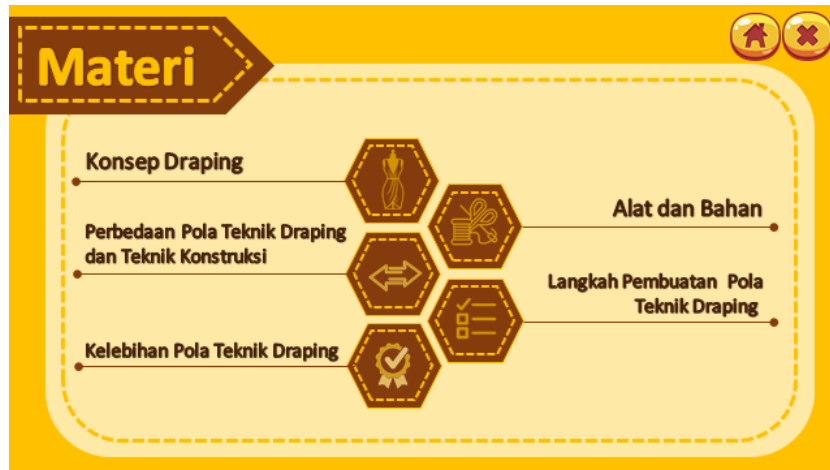 Materi
Konsep Draping
Perbedaan Pola Teknik Draping
dan Teknik Konstruksi
Kelebihan Pola Teknik Draping
Alat dan Bahan
Langkah Pembuatan Pola
Teknik Draping